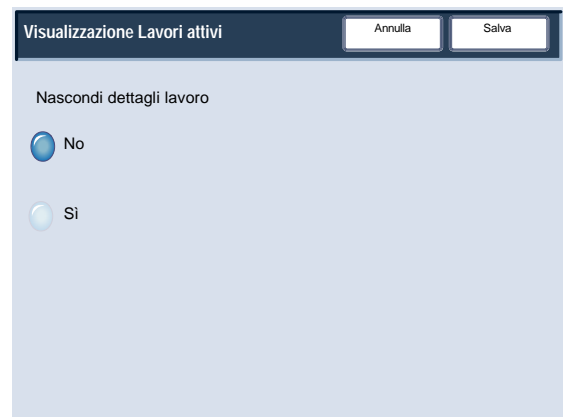 Visualizzazione Lavori attivi
Annulla
Salva
Nascondi dettagli lavoro
No
Sì